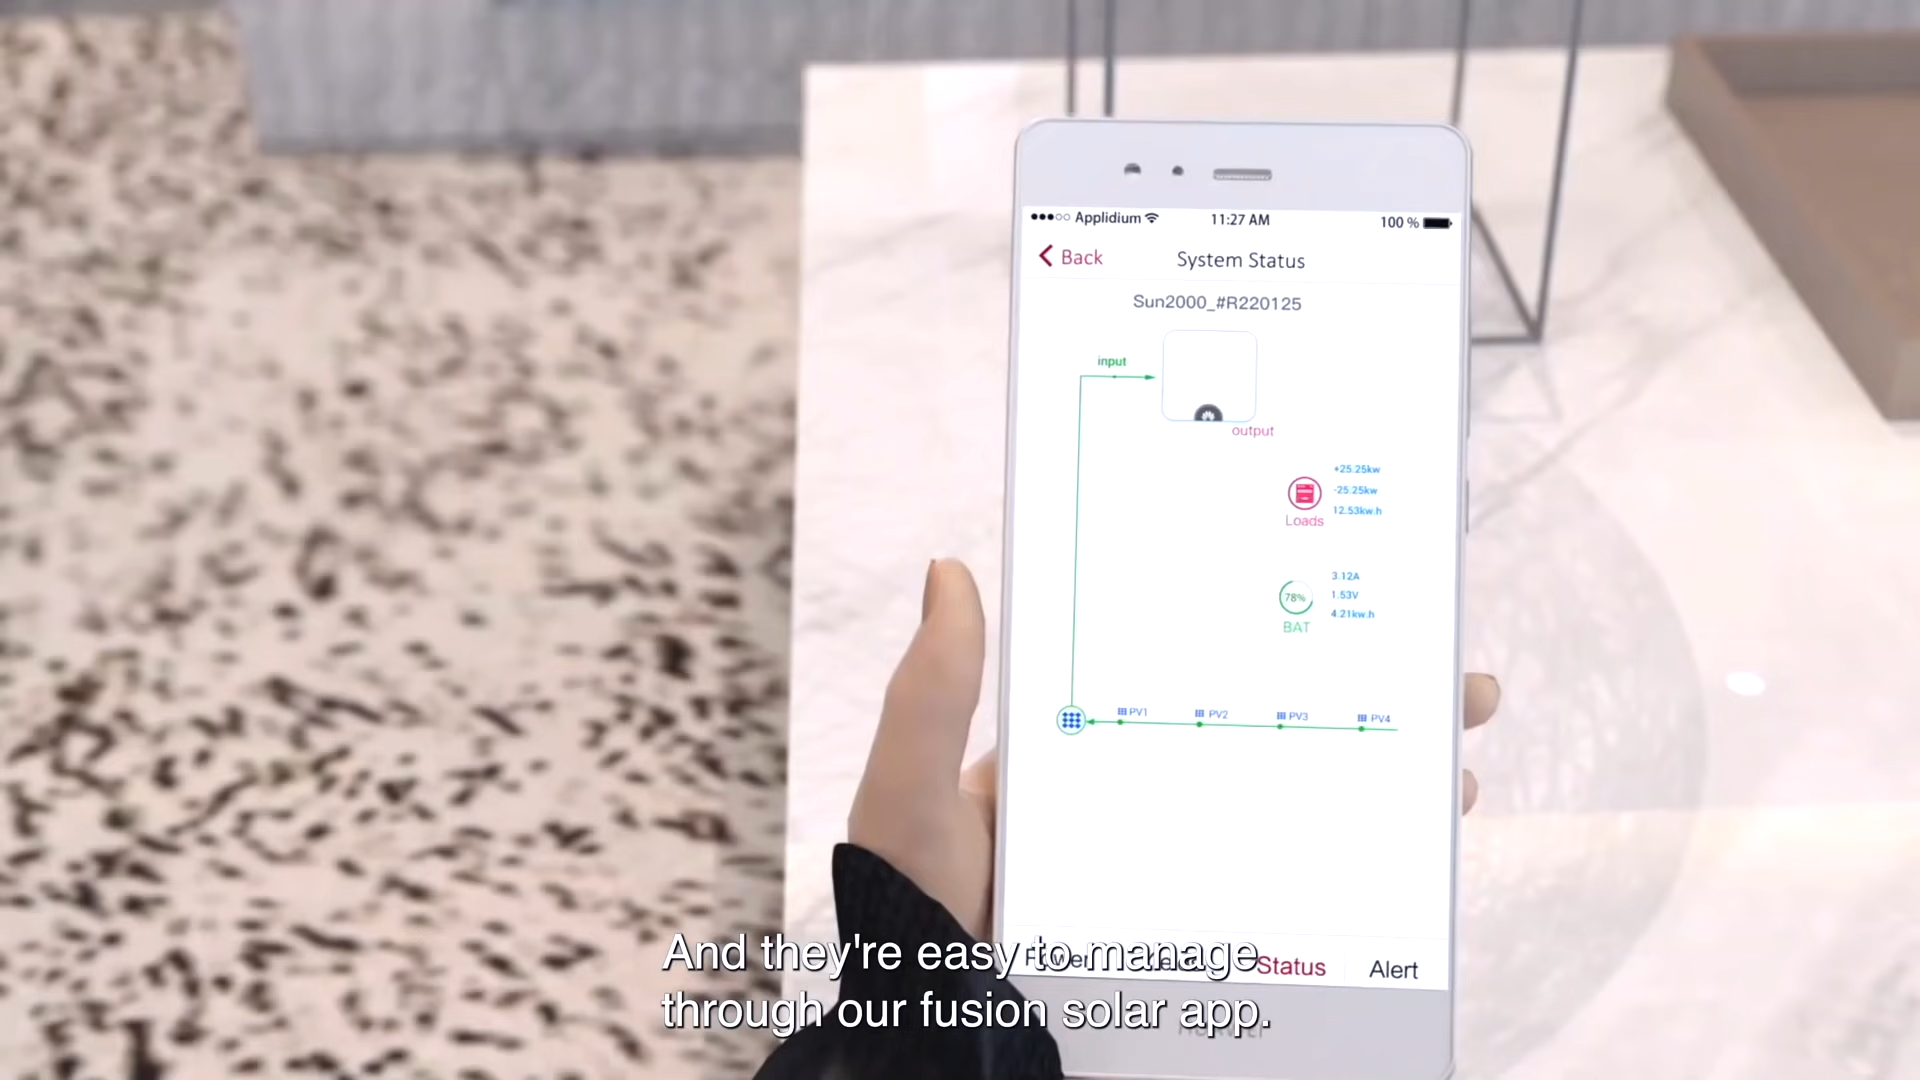 Applidium 11:27 AM 100 %
Back System Status
Sun2000_#R220125
input
output
+25.25kw
-25.25kw
12.53kw.h
Loads
3.12A
1.53V
4.21kw.h
78%
BAT
PV1 PV2 PV3 PV4
Status Alert
And they're easy to manage
through our fusion solar app.